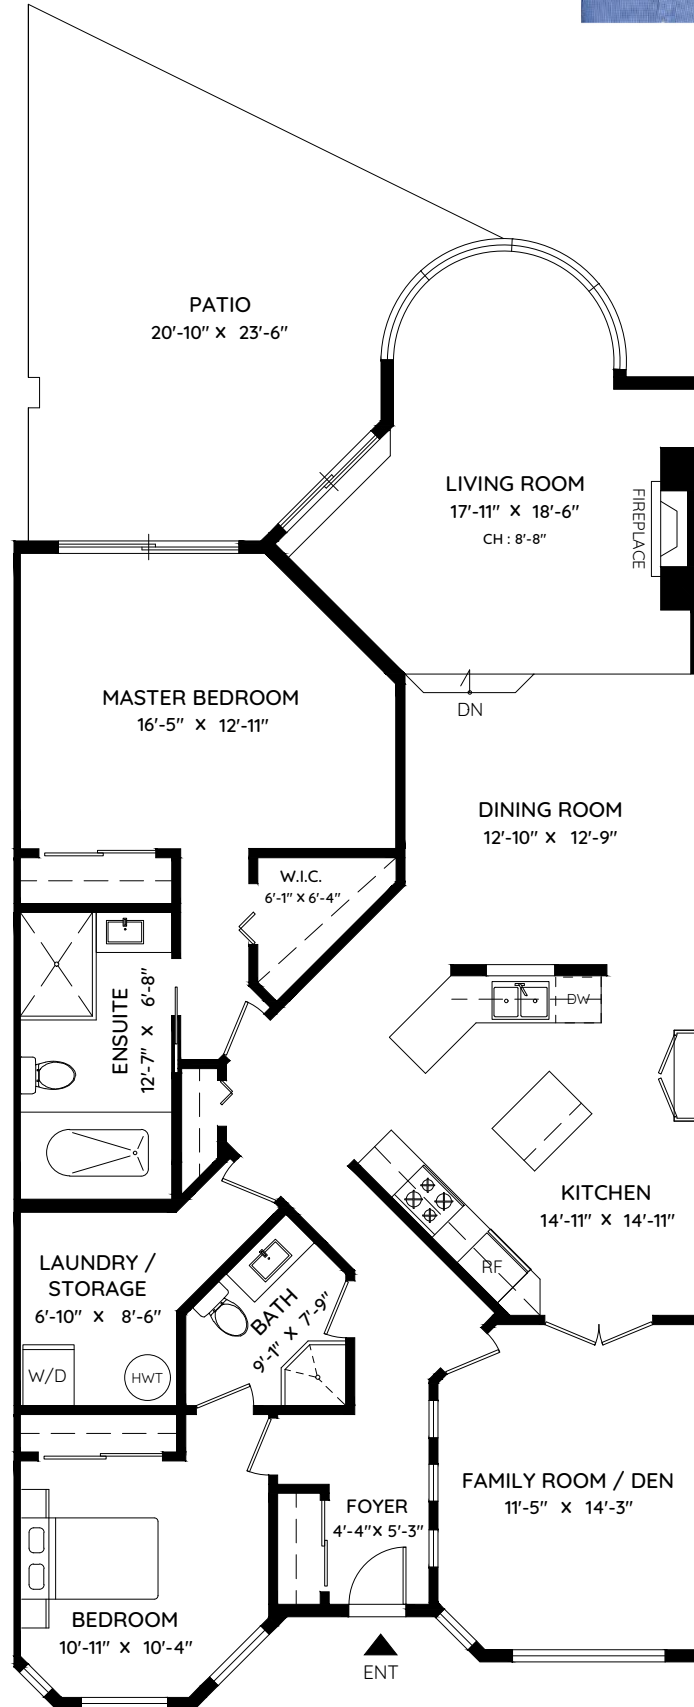 PATIO
20'-10" X 23'-6"
LIVING ROOM
17'-11" X 18'-6"
CH : 8'-8"
FIREPLACE
DN
MASTER BEDROOM
16'-5" X 12'-11"
DINING ROOM
12'-10" X 12'-9"
W.I.C.
6'-1" X 6'-4"
ENSUITE
12'-7" X 6'-8"
DW
KITCHEN
14'-11" X 14'-11"
RF
LAUNDRY /
STORAGE
6'-10" X 8'-6"
W/D
HWT
BATH
9'-1" X 7'-9"
FAMILY ROOM / DEN
11'-5" X 14'-3"
FOYER
4'-4" X 5'-3"
BEDROOM
10'-11" X 10'-4"
ENT